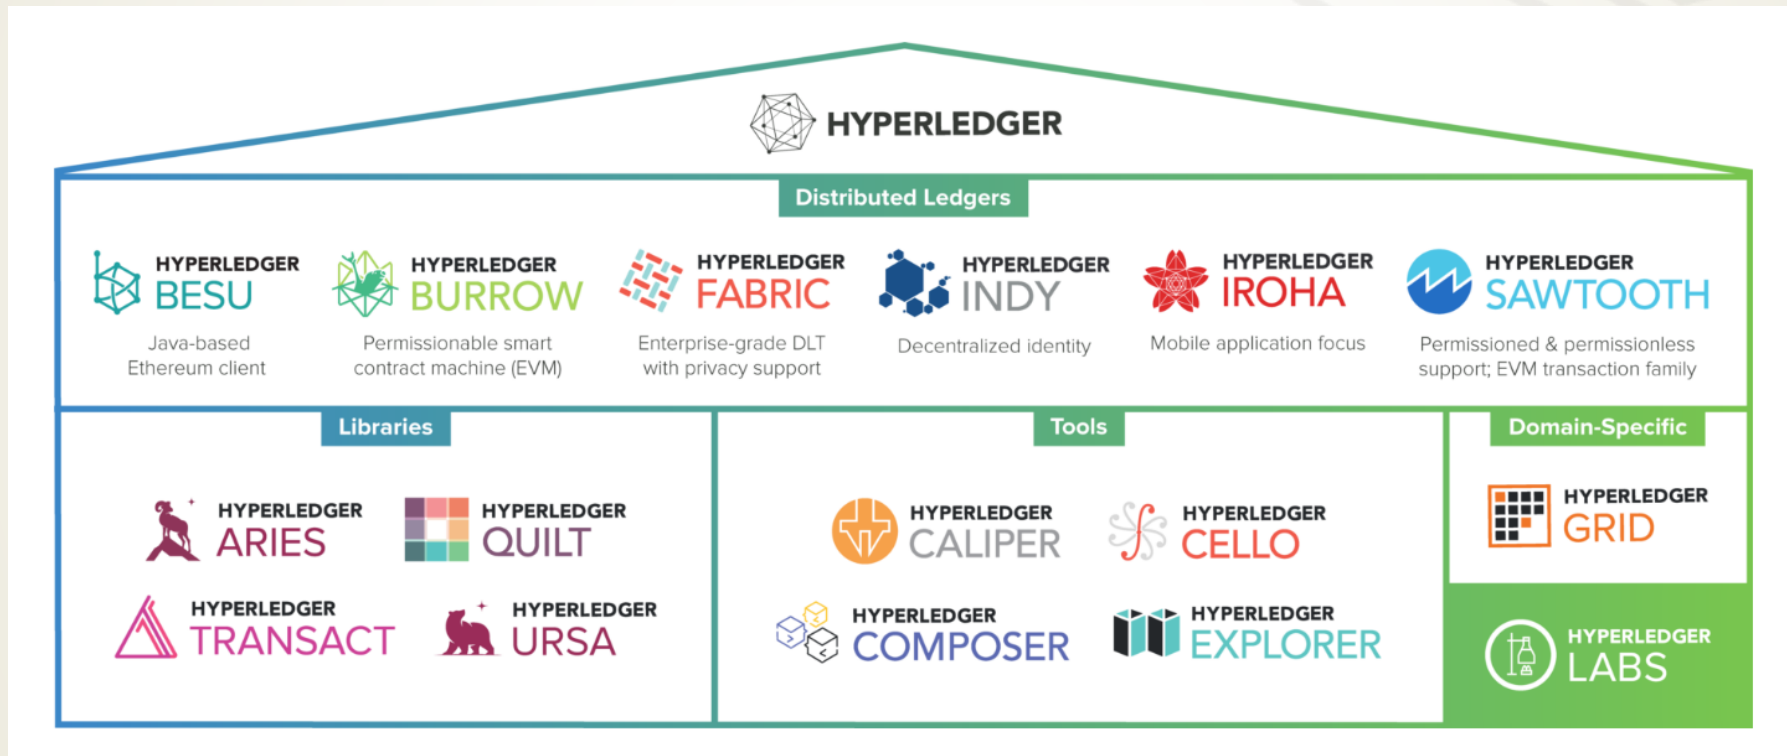 HYPERLEDGER
Distributed Ledgers
HYPERLEDGER
BESU
Java-based
Ethereum client
HYPERLEDGER
BURROW
Permissionable smart
contract machine (EVM)
HYPERLEDGER
FABRIC
Enterprise-grade DLT
with privacy support
HYPERLEDGER
INDY
Decentralized identity
HYPERLEDGER
IROHA
Mobile application focus
HYPERLEDGER
SAWTOOTH
Permissioned & permissionless
support; EVM transaction family
Libraries
HYPERLEDGER
ARIES
HYPERLEDGER
QUILT
HYPERLEDGER
TRANSACT
HYPERLEDGER
URSA
Tools
HYPERLEDGER
CALIPER
HYPERLEDGER
CELLO
HYPERLEDGER
COMPOSER
HYPERLEDGER
EXPLORER
Domain-Specific
HYPERLEDGER
GRID
HYPERLEDGER
LABS